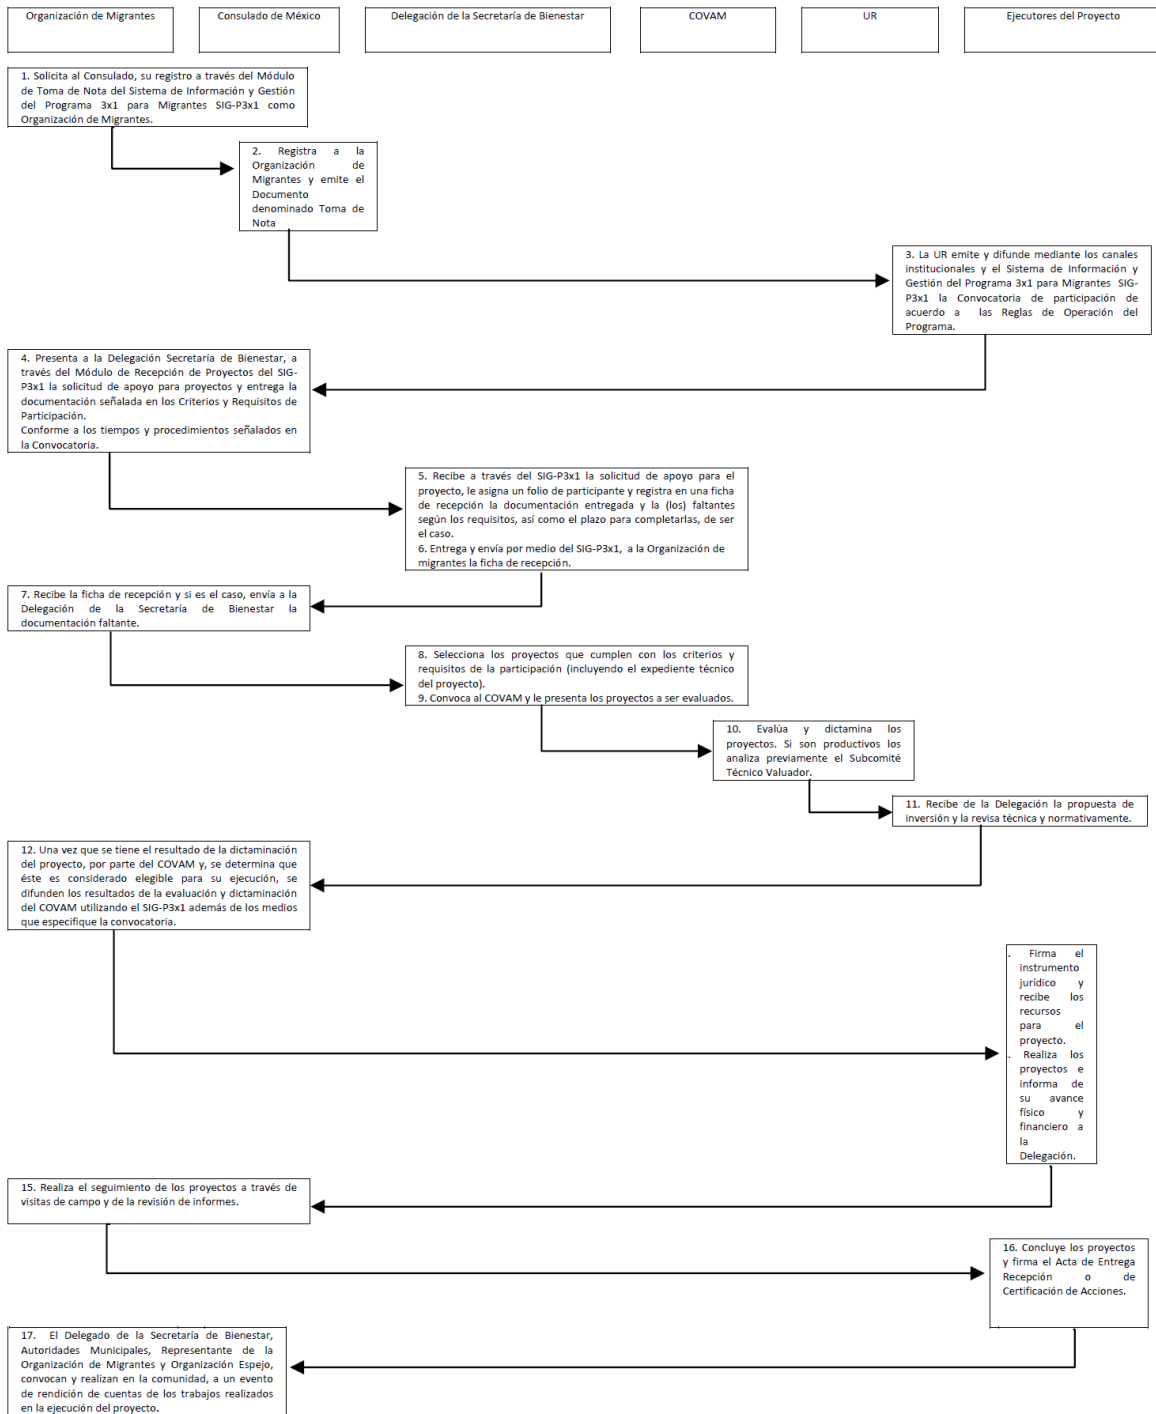 Organización de Migrantes
Consulado de México
Delegación de la Secretaría de Bienestar
COVAM
UR
Ejecutores del Proyecto
1. Solicita al Consulado, su registro a través del Módulo
de Toma de Nota del Sistema de Información y Gestión
del Programa 3x1 para Migrantes SIG-P3x1 como
Organización de Migrantes.
2. Registra a la
Organización de
Migrantes y emite el
Documento
denominado Toma de
Nota
3. La UR emite y difunde mediante los canales
institucionales y el Sistema de Información y
Gestión del Programa 3x1 para Migrantes SIG-
P3x1 la Convocatoria de participación de
acuerdo a las Reglas de Operación del
Programa.
4. Presenta a la Delegación Secretaría de Bienestar, a
través del Módulo de Recepción de Proyectos del SIG-
P3x1 la solicitud de apoyo para proyectos y entrega la
documentación señalada en los Criterios y Requisitos de
Participación.
Conforme a los tiempos y procedimientos señalados en
la Convocatoria.
5. Recibe a través del SIG-P3x1 la solicitud de apoyo para el
proyecto, le asigna un folio de participante y registra en una ficha
de recepción la documentación entregada y la (los) faltantes
según los requisitos, así como el plazo para completarlas, de ser
el caso.
6. Entrega y envía por medio del SIG-P3x1, a la Organización de
migrantes la ficha de recepción.
7. Recibe la ficha de recepción y si es el caso, envía a la
Delegación de la Secretaría de Bienestar la
documentación faltante.
8. Selecciona los proyectos que cumplen con los criterios y
requisitos de la participación (incluyendo el expediente técnico
del proyecto).
9. Convoca al COVAM y le presenta los proyectos a ser evaluados.
10. Evalúa y dictamina los
proyectos. Si son productivos los
analiza previamente el Subcomité
Técnico Valuador.
11. Recibe de la Delegación la propuesta de
inversión y la revisa técnica y normativamente.
12. Una vez que se tiene el resultado de la dictaminación
del proyecto, por parte del COVAM y, se determina que
éste es considerado elegible para su ejecución, se
difunden los resultados de la evaluación y dictaminación
del COVAM utilizando el SIG-P3x1 además de los medios
que especifique la convocatoria.
. Firma el
instrumento
jurídico y
recibe los
recursos
para el
proyecto.
. Realiza los
proyectos e
informa de
su avance
físico y
financiero a
la
Delegación.
15. Realiza el seguimiento de los proyectos a través de
visitas de campo y de la revisión de informes.
16. Concluye los proyectos
y firma el Acta de Entrega
Recepción o de
Certificación de Acciones.
17. El Delegado de la Secretaría de Bienestar,
Autoridades Municipales, Representante de la
Organización de Migrantes y Organización Espejo,
convocan y realizan en la comunidad, a un evento
de rendición de cuentas de los trabajos realizados
en la ejecución del proyecto.